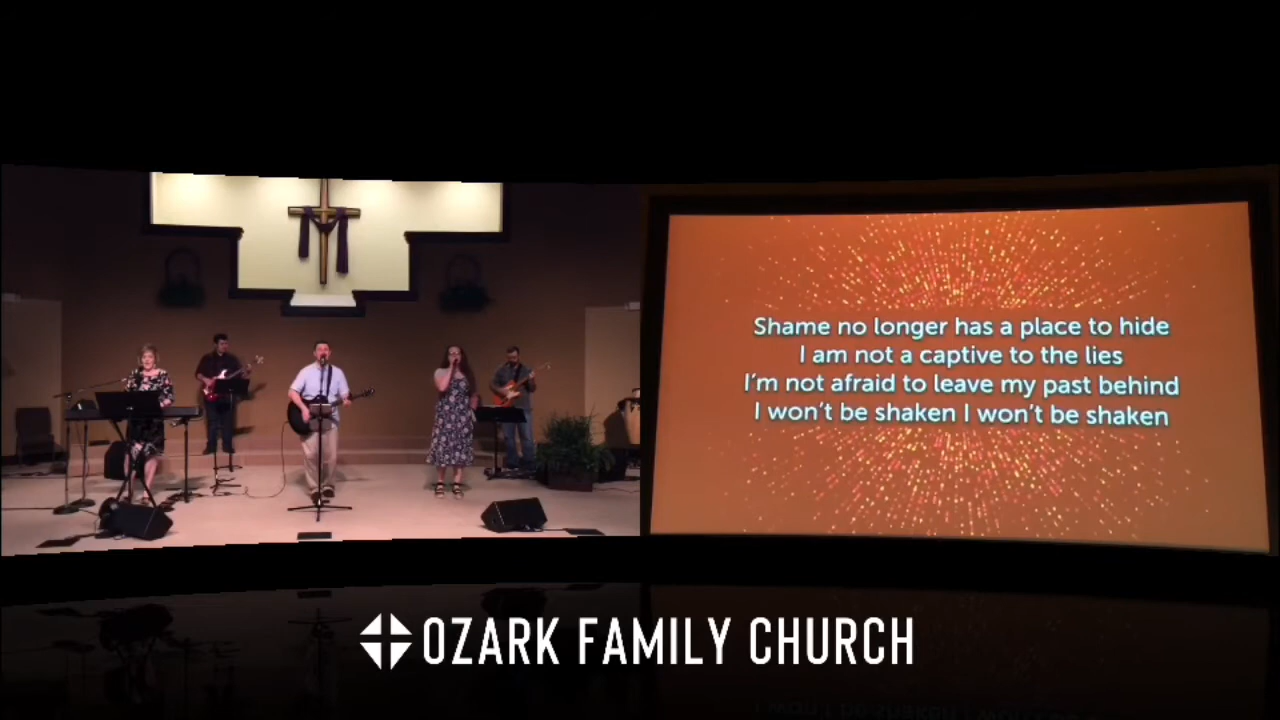 Shame no longer has a place to hide
I am not a captive to the lies
I'm not afraid to leave my past behind
I won't be shaken I won't be shaken
OZARK FAMILY CHURCH